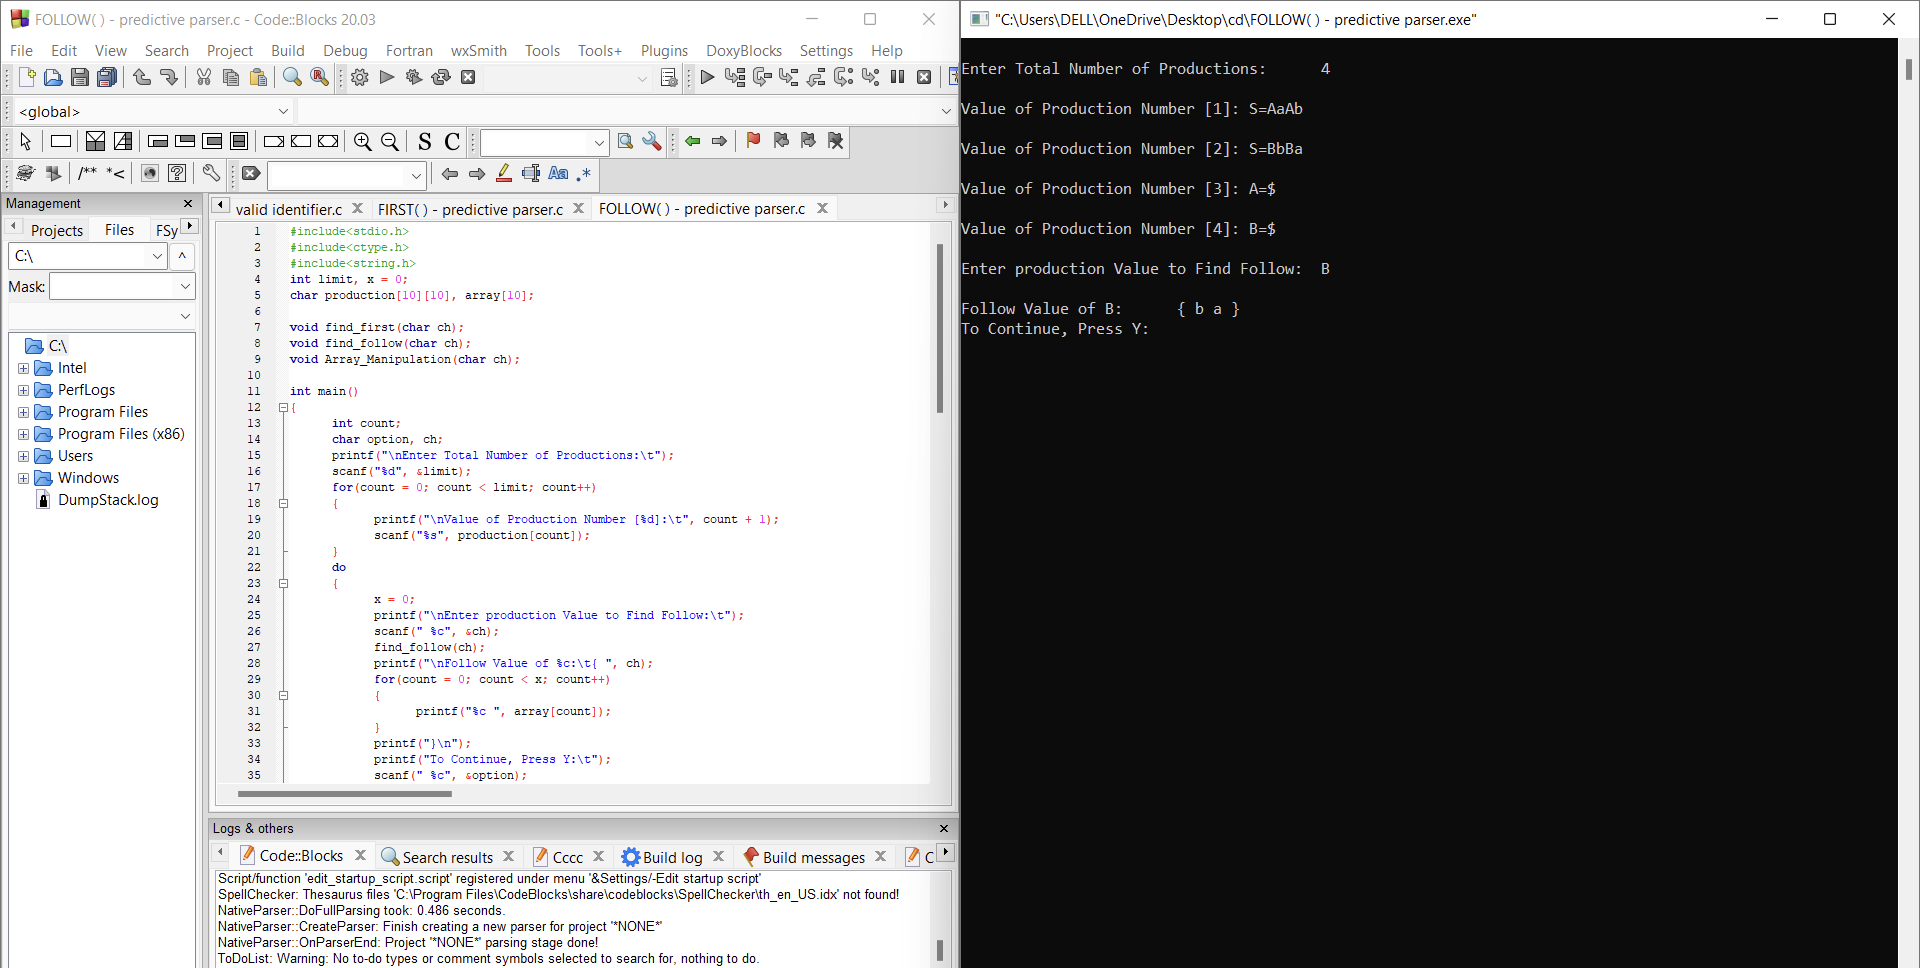 FOLLOW( ) - predictive parser.c - Code::Blocks 20.03
File Edit View Search Project Build Debug Fortran wxSmith Tools Tools+ Plugins DoxyBlocks Settings Help
<global>
S C
/** *<
Aa .*
Management
Projects Files FSy
C:\
Mask:
C:\
Intel
PerfLogs
Program Files
Program Files (x86)
Users
Windows
DumpStack.log
valid identifier.c FIRST( ) - predictive parser.c FOLLOW( ) - predictive parser.c
1 #include<stdio.h>
2 #include<ctype.h>
3 #include<string.h>
4 int limit, x = 0;
5 char production[10][10], array[10];
6
7 void find_first(char ch);
8 void find_follow(char ch);
9 void Array_Manipulation(char ch);
10
11 int main()
12 {
13 int count;
14 char option, ch;
15 printf("\nEnter Total Number of Productions:\t");
16 scanf("%d", &limit);
17 for(count = 0; count < limit; count++)
18 {
19 printf("\nValue of Production Number [%d]:\t", count + 1);
20 scanf("%s", production[count]);
21 }
22 do
23 {
24 x = 0;
25 printf("\nEnter production Value to Find Follow:\t");
26 scanf(" %c", &ch);
27 find_follow(ch);
28 printf("\nFollow Value of %c:\t{ ", ch);
29 for(count = 0; count < x; count++)
30 {
31 printf("%c ", array[count]);
32 }
33 printf("}\n");
34 printf("To Continue, Press Y:\t");
35 scanf(" %c", &option);
Logs & others
Code::Blocks Search results Cccc Build log Build messages C
Script/function 'edit_startup_script.script' registered under menu '&Settings/-Edit startup script'
SpellChecker: Thesaurus files 'C:\Program Files\CodeBlocks\share\codeblocks\SpellChecker\th_en_US.idx' not found!
NativeParser::DoFullParsing took: 0.486 seconds.
NativeParser::CreateParser: Finish creating a new parser for project '*NONE*'
NativeParser::OnParserEnd: Project '*NONE*' parsing stage done!
ToDoList: Warning: No to-do types or comment symbols selected to search for, nothing to do.
"C:\Users\DELL\OneDrive\Desktop\cd\FOLLOW( ) - predictive parser.exe"
Enter Total Number of Productions: 4
Value of Production Number [1]: S=AaAb
Value of Production Number [2]: S=BbBa
Value of Production Number [3]: A=$
Value of Production Number [4]: B=$
Enter production Value to Find Follow: B
Follow Value of B: { b a }
To Continue, Press Y: